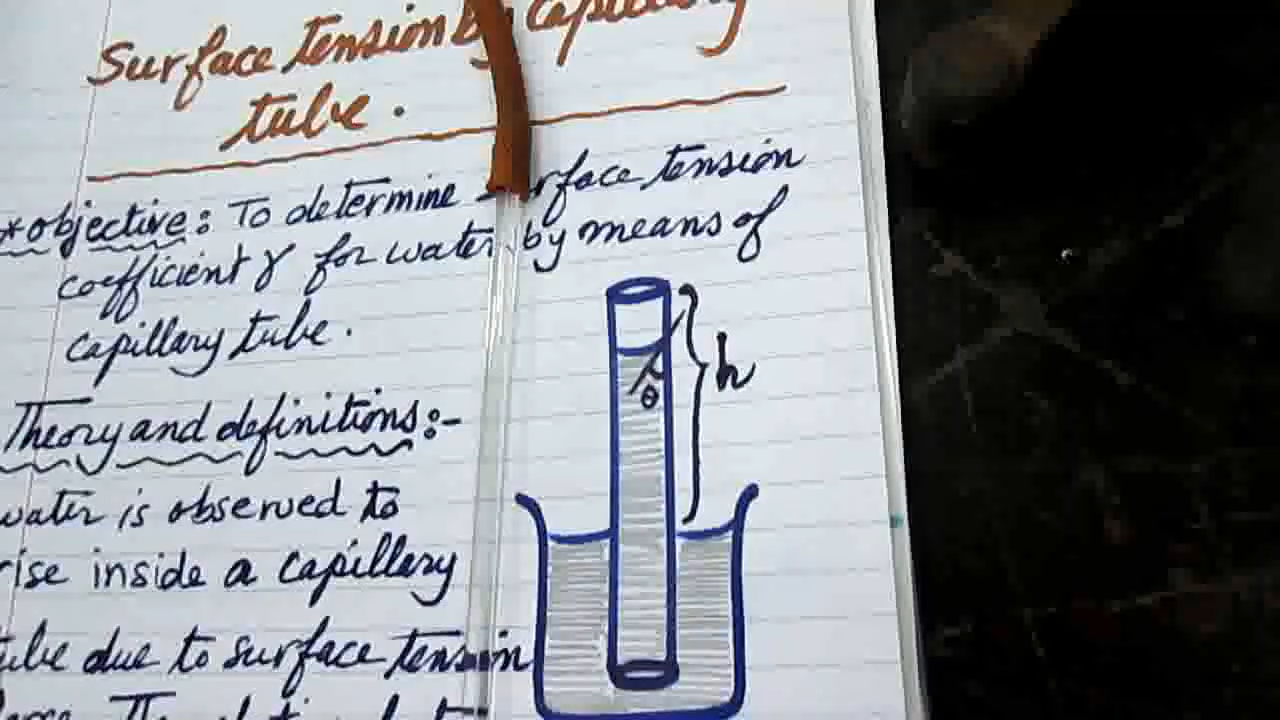 Surface tension by Capillary
tube.
*objective: To determine surface tension
coefficient γ for water by means of
capillary tube.
Theory and definitions:-
water is observed to
rise inside a capillary
tube due to surface tension
h
θ